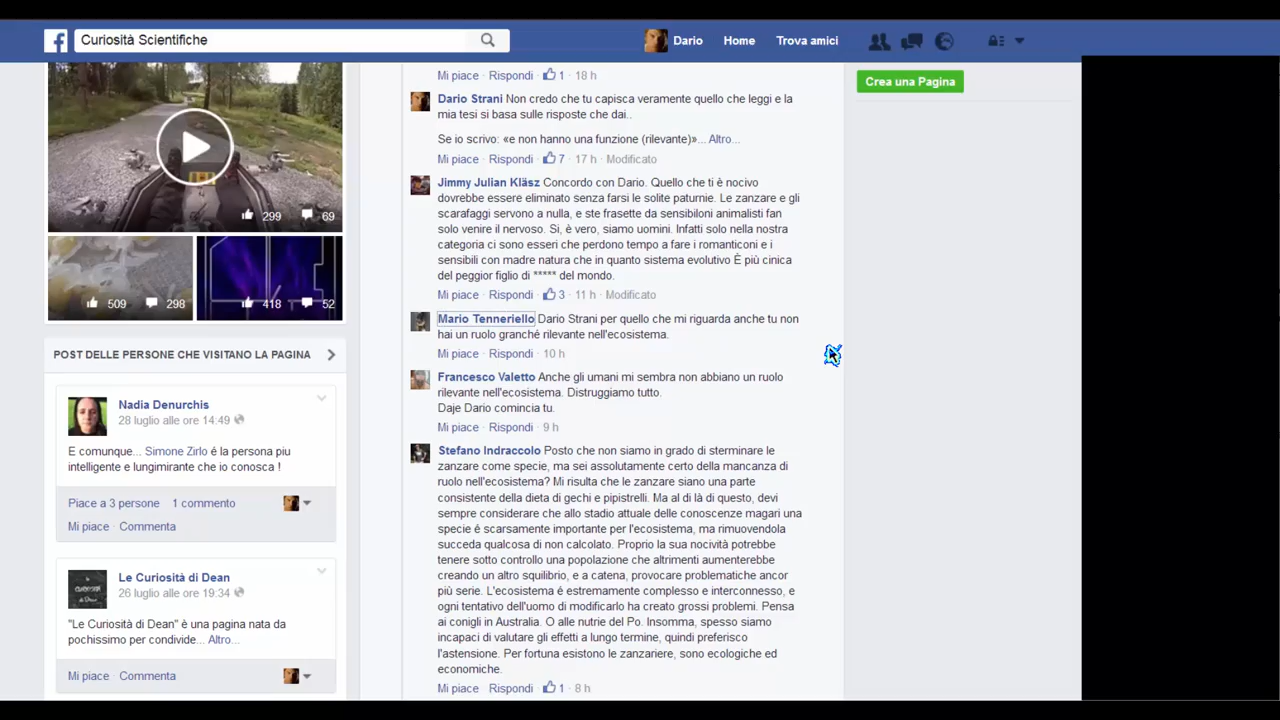 Curiosità Scientifiche
Dario Home Trova amici
Crea una Pagina
299 69
509 298
418 52
POST DELLE PERSONE CHE VISITANO LA PAGINA
Nadia Denurchis
28 luglio alle ore 14:49
E comunque... Simone Zirlo é la persona piu
intelligente e lungimirante che io conosca !
Piace a 3 persone 1 commento
Mi piace · Commenta
Le Curiosità di Dean
26 luglio alle ore 19:34
"Le Curiosità di Dean" è una pagina nata da
pochissimo per condivide... Altro...
Mi piace · Commenta
Mi piace · Rispondi · 1 · 18 h
Dario Strani Non credo che tu capisca veramente quello che leggi e la
mia tesi si basa sulle risposte che dai..
Se io scrivo: «e non hanno una funzione (rilevante)»... Altro...
Mi piace · Rispondi · 7 · 17 h · Modificato
Jimmy Julian Kläsz Concordo con Dario. Quello che ti è nocivo
dovrebbe essere eliminato senza farsi le solite paturnie. Le zanzare e gli
scarafaggi servono a nulla, e ste frasette da sensibiloni animalisti fan
solo venire il nervoso. Si, è vero, siamo uomini. Infatti solo nella nostra
categoria ci sono esseri che perdono tempo a fare i romanticoni e i
sensibili con madre natura che in quanto sistema evolutivo È più cinica
del peggior figlio di ***** del mondo.
Mi piace · Rispondi · 3 · 11 h · Modificato
Mario Tenneriello Dario Strani per quello che mi riguarda anche tu non
hai un ruolo granché rilevante nell'ecosistema.
Mi piace · Rispondi · 10 h
Francesco Valetto Anche gli umani mi sembra non abbiano un ruolo
rilevante nell'ecosistema. Distruggiamo tutto.
Daje Dario comincia tu.
Mi piace · Rispondi · 9 h
Stefano Indraccolo Posto che non siamo in grado di sterminare le
zanzare come specie, ma sei assolutamente certo della mancanza di
ruolo nell'ecosistema? Mi risulta che le zanzare siano una parte
consistente della dieta di gechi e pipistrelli. Ma al di là di questo, devi
sempre considerare che allo stadio attuale delle conoscenze magari una
specie é scarsamente importante per l'ecosistema, ma rimuovendola
succeda qualcosa di non calcolato. Proprio la sua nocività potrebbe
tenere sotto controllo una popolazione che altrimenti aumenterebbe
creando un altro squilibrio, e a catena, provocare problematiche ancor
più serie. L'ecosistema é estremamente complesso e interconnesso, e
ogni tentativo dell'uomo di modificarlo ha creato grossi problemi. Pensa
ai conigli in Australia. O alle nutrie del Po. Insomma, spesso siamo
incapaci di valutare gli effetti a lungo termine, quindi preferisco
l'astensione. Per fortuna esistono le zanzariere, sono ecologiche ed
economiche.
Mi piace Rispondi · 1 · 8 h